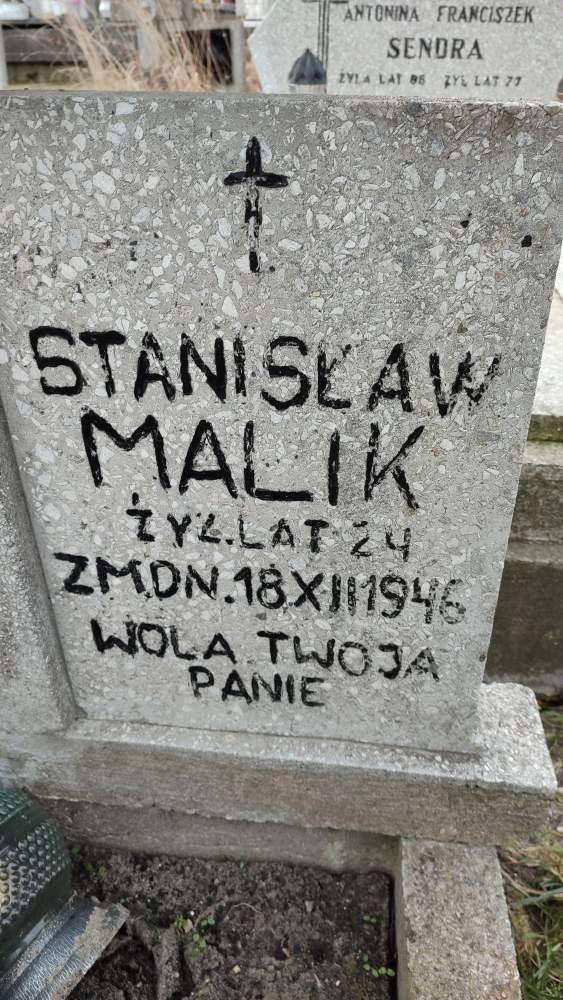 ANTONINA FRANCISZEK
SENDRA
ŻYŁA LAT 86 ŻYŁ LAT 77
STANISŁAW
MALIK
ŻYŁ. LAT 24
ZM.DN. 18 XII 1946
WOLA TWOJA
PANIE